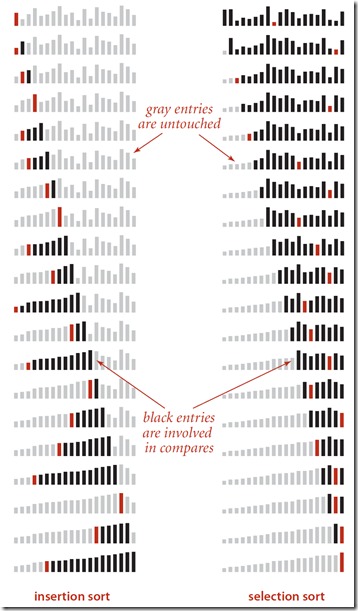 gray entries
are untouched
black entries
are involved
in compares
insertion sort
selection sort